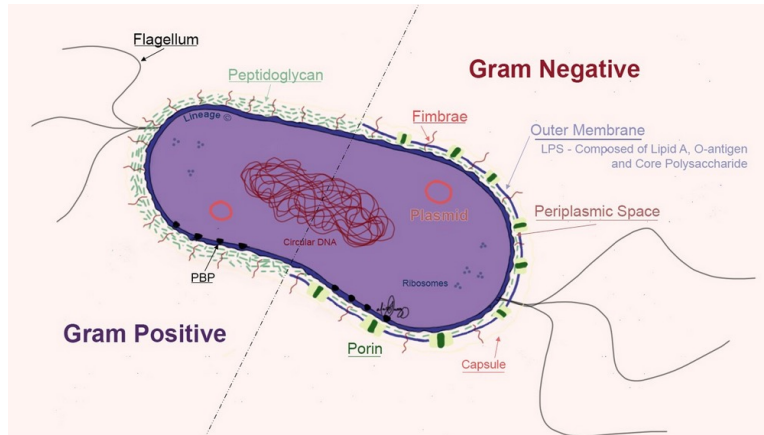 Flagellum
Gram Negative
Peptidoglycan
Lineage ©
Fimbrae
Outer Membrane
LPS - Composed of Lipid A, O-antigen
and Core Polysaccharide
Plasmid
Periplasmic Space
Circular DNA
PBP
Ribosomes
Gram Positive
Porin
Capsule